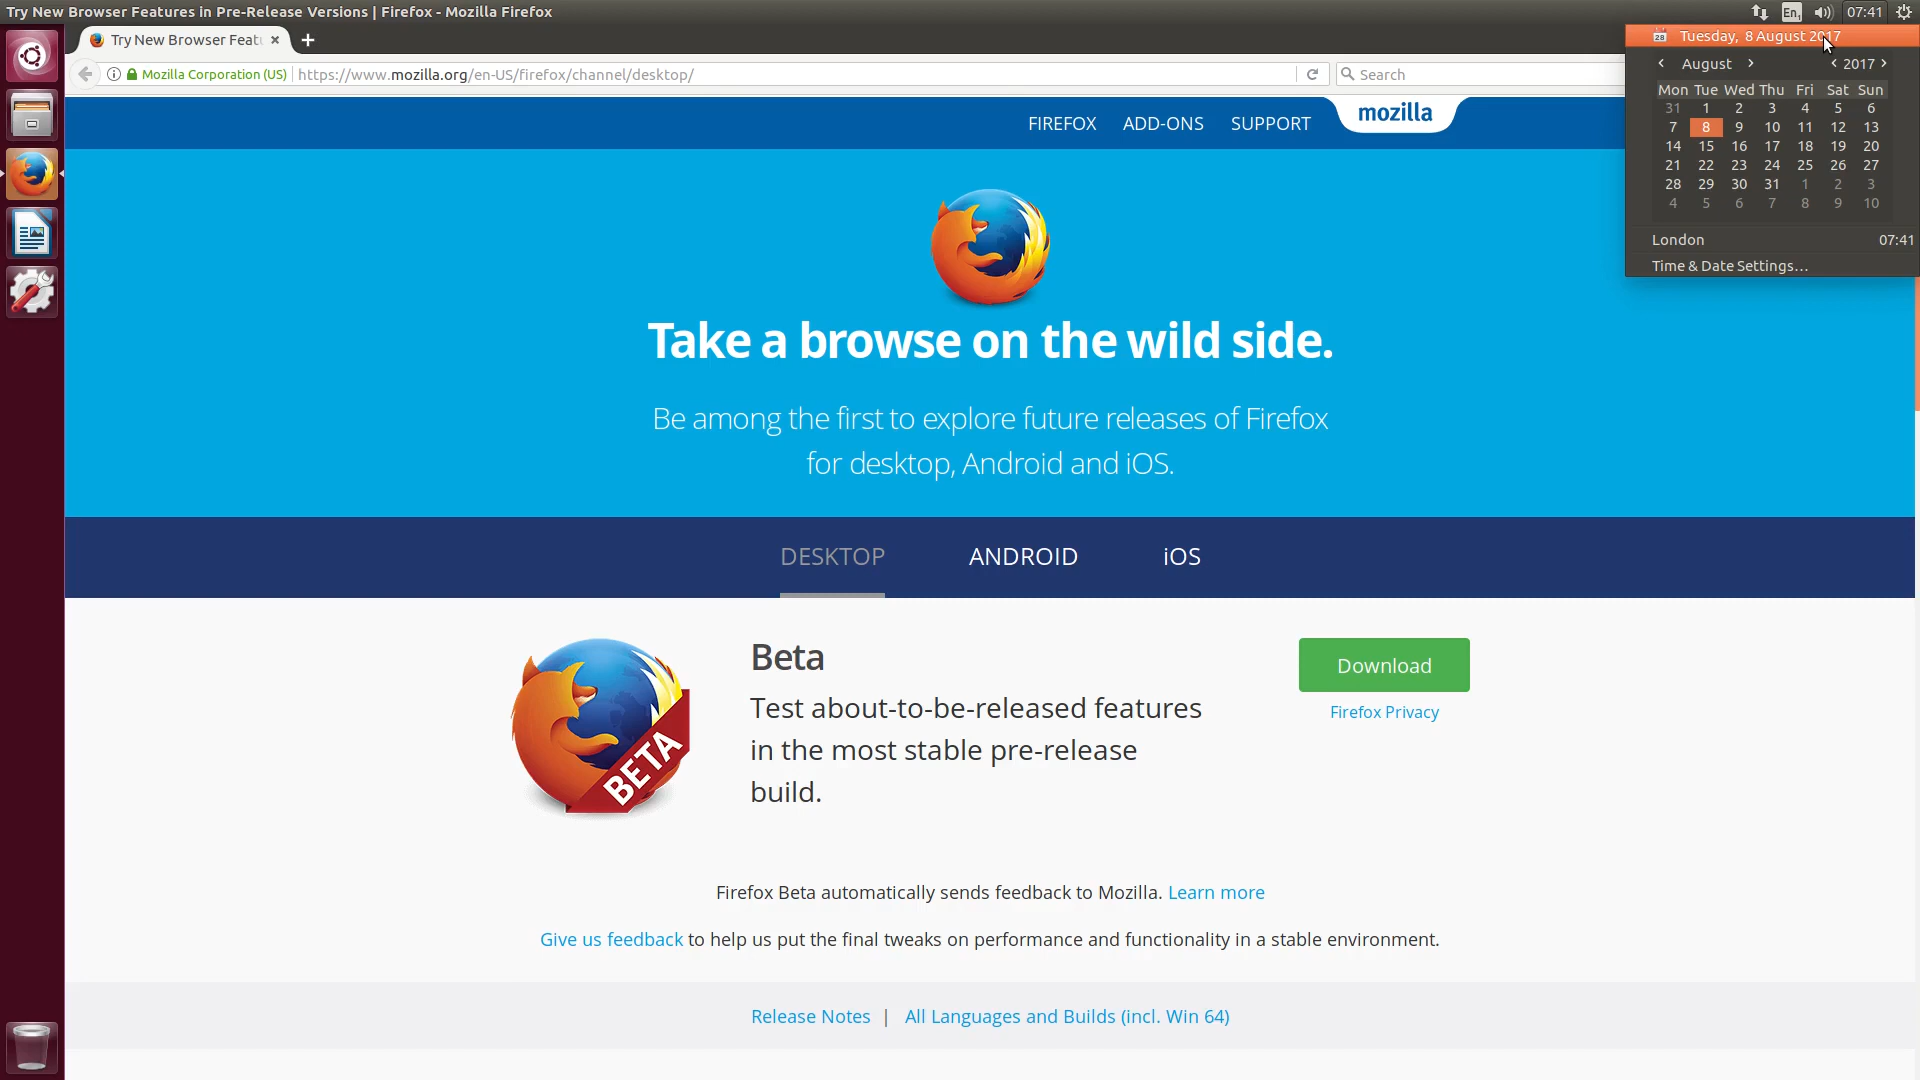 Try New Browser Features in Pre-Release Versions | Firefox - Mozilla Firefox
En1 07:41
Try New Browser Featu
Tuesday, 8 August 2017
Mozilla Corporation (US) https://www.mozilla.org/en-US/firefox/channel/desktop/ Search
August 2017
Mon Tue Wed Thu Fri Sat Sun
31 1 2 3 4 5 6
7 8 9 10 11 12 13
14 15 16 17 18 19 20
21 22 23 24 25 26 27
28 29 30 31 1 2 3
4 5 6 7 8 9 10
London 07:41
Time & Date Settings...
FIREFOX ADD-ONS SUPPORT mozilla
Take a browse on the wild side.
Be among the first to explore future releases of Firefox
for desktop, Android and iOS.
DESKTOP ANDROID iOS
BETA
Beta
Test about-to-be-released features
in the most stable pre-release
build.
Download
Firefox Privacy
Firefox Beta automatically sends feedback to Mozilla. Learn more
Give us feedback to help us put the final tweaks on performance and functionality in a stable environment.
Release Notes | All Languages and Builds (incl. Win 64)